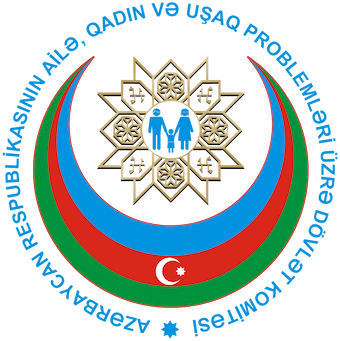 AZƏRBAYCAN RESPUBLİKASININ AİLƏ, QADIN VƏ UŞAQ PROBLEMLƏRİ ÜZRƏ DÖVLƏT KOMİTƏSİ